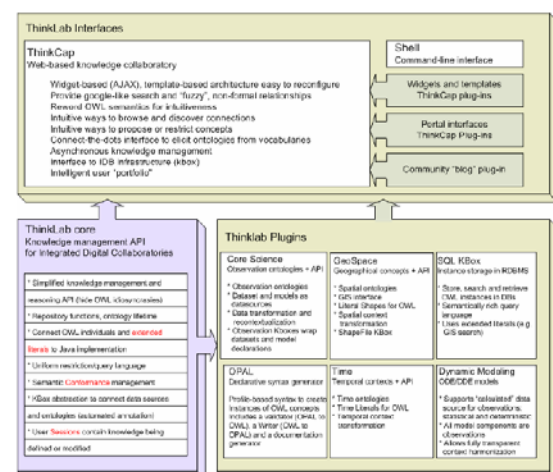 ThinkLab Interfaces
ThinkCap
Web-based knowledge collaboratory
Widget-based (AJAX), template-based architecture easy to reconfigure
Provide google-like search and "fuzzy", non-formal relationships
Reword OWL semantics for intuitiveness
Intuitive ways to browse and discover connections
Intuitive ways to propose or restrict concepts
Connect-the-dots interface to elicit ontologies from vocabularies
Asynchronous knowledge management
Interface to IDB infrastructure (kbox)
Intelligent user "portfolio"
Shell
Command-line interface
Widgets and templates
ThinkCap plug-ins
Portal interfaces
ThinkCap Plug-ins
Community "blog" plug-in
ThinkLab core
Knowledge management API
for Integrated Digital Collaboratories
* Simplified knowledge management and
reasoning API (hide OWL idiosyncrasies)
* Repository functions, ontology lifetime
* Connect OWL individuals and extended
literals to Java implementation
* Uniform restriction/query language
* Semantic Conformance management
* KBox abstraction to connect data sources
and ontologies (automated annotation)
* User Sessions contain knowledge being
defined or modified
Thinklab Plugins
Core Science
Observation ontologies + API
* Observation ontologies
* Dataset and models as
datasources
* Data transformation and
recontextualization
* Observation Kboxes wrap
datasets and model
declarations
GeoSpace
Geographical concepts + API
* Spatial ontologies
* GIS interface
* Literal Shapes for OWL
* Spatial context
transformation
* ShapeFile KBox
SQL KBox
Instance storage in RDBMS
* Store, search and retrieve
OWL instances in DBs
* Semantically rich query
language
* Uses extended literals (e.g.
GIS search)
OPAL
Declarative syntax generator
Profile-based syntax to create
instances of OWL concepts
includes a validator (OPAL to
OWL), a Writer (OWL to
OPAL) and a documentation
generator
Time
Temporal contexts + API
* Time ontologies
* Time Literals for OWL
* Temporal context
transformation
Dynamic Modeling
ODE/DDE models
* Supports "calculated" data
source for observations:
statistical and deterministic
* All model components are
observations
* Allows fully transparent
context harmonization